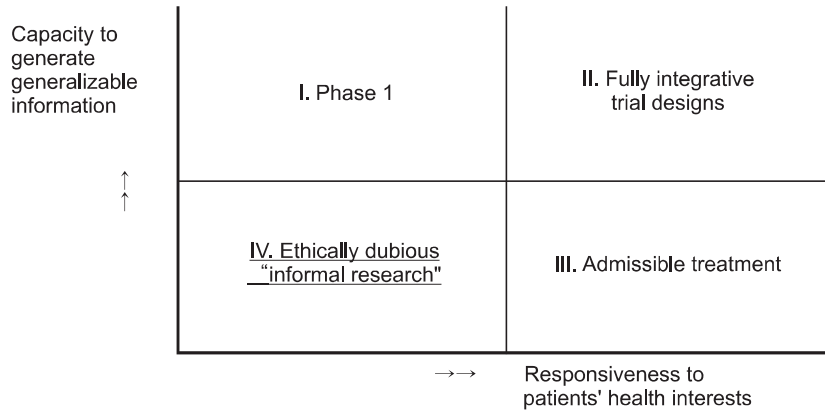 Capacity to
generate
generalizable
information
I. Phase 1
II. Fully integrative
trial designs
↑
↑
IV. Ethically dubious
“informal research"
III. Admissible treatment
→→
Responsiveness to
patients' health interests